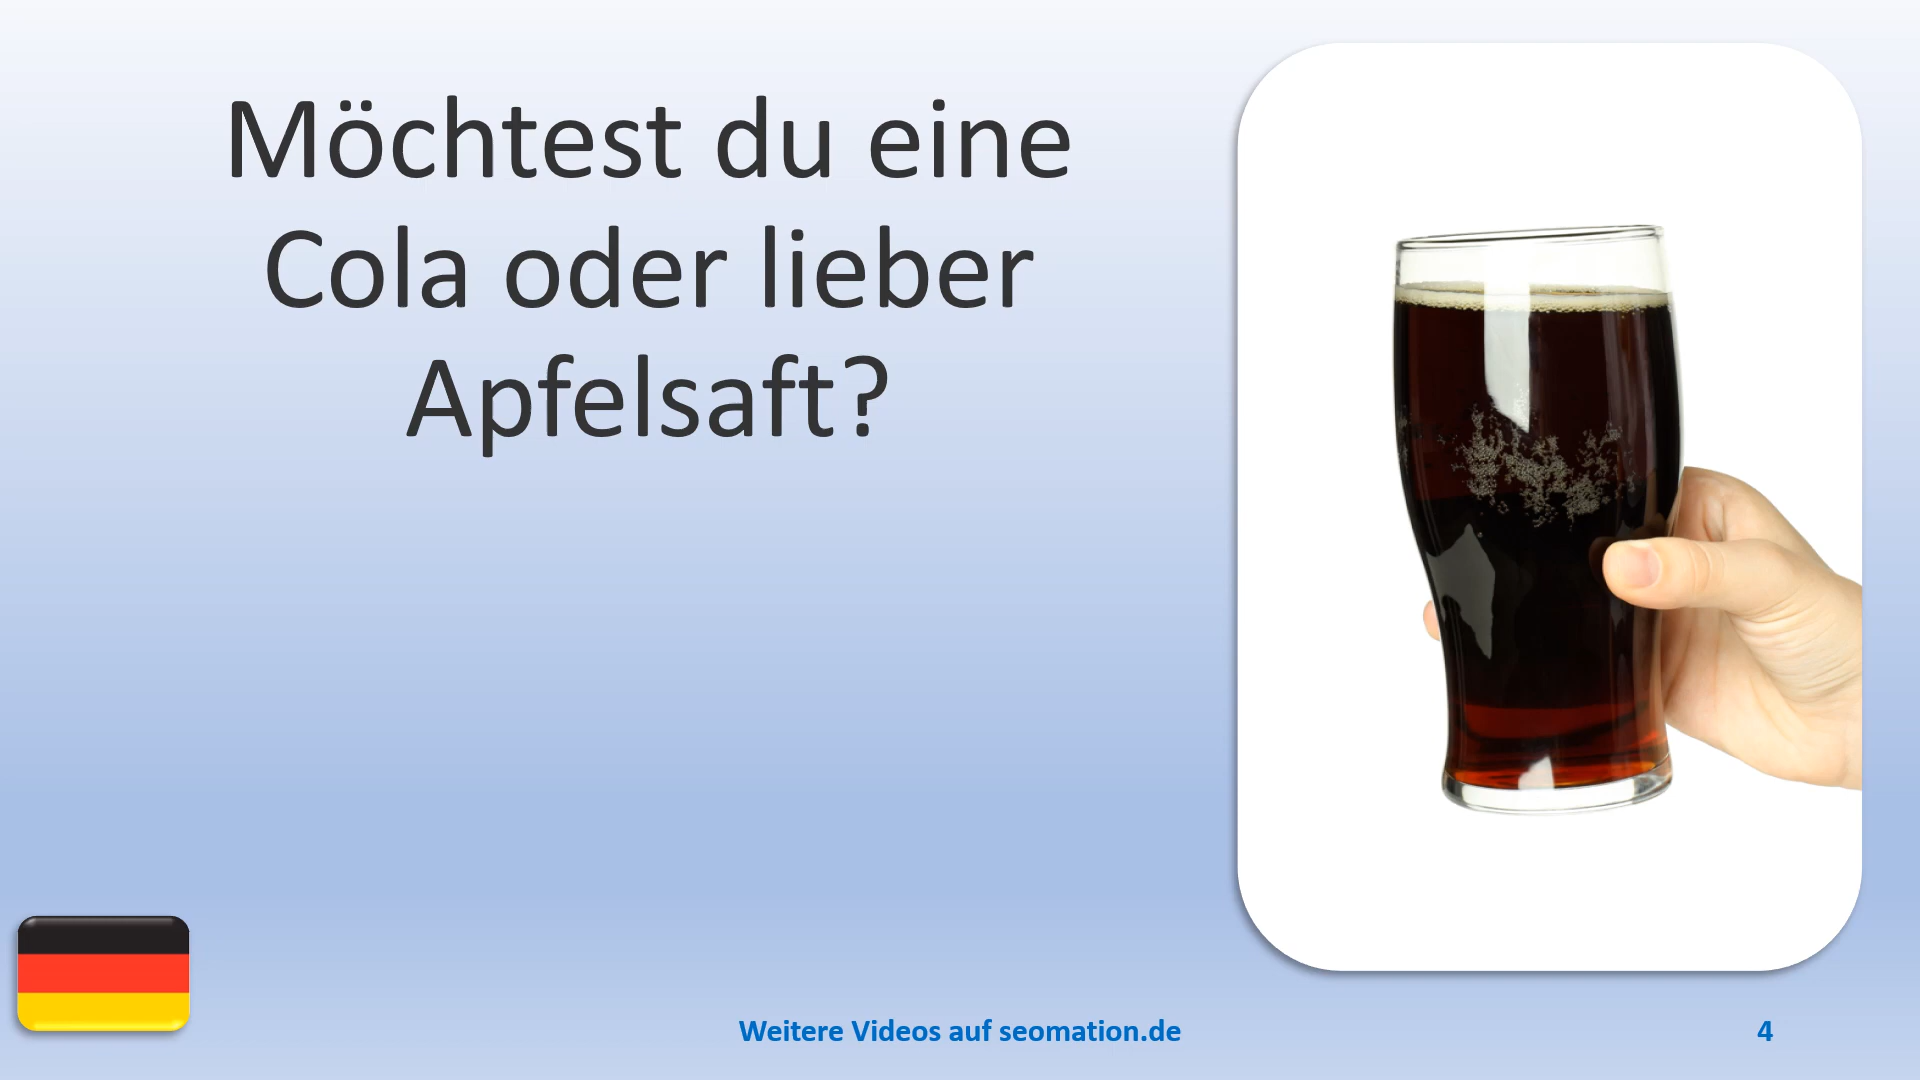 Möchtest du eine
Cola oder lieber
Apfelsaft?
Weitere Videos auf seomation.de
4